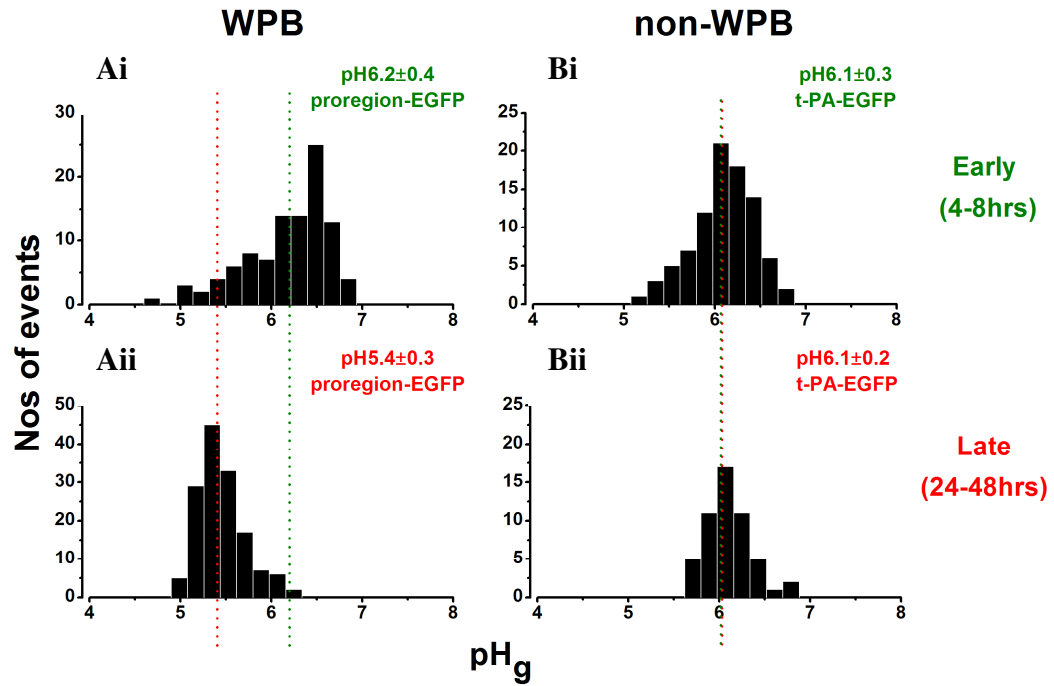 WPB
non-WPB
Ai
pH6.2±0.4
proregion-EGFP
30
20
10
0
4
5
6
7
8
Bi
pH6.1±0.3
t-PA-EGFP
25
20
15
10
5
0
4
5
6
7
8
Early
(4-8hrs)
Nos of events
Aii
pH5.4±0.3
proregion-EGFP
50
40
30
20
10
0
4
5
6
7
8
Bii
pH6.1±0.2
t-PA-EGFP
25
20
15
10
5
0
4
5
6
7
8
Late
(24-48hrs)
pHg